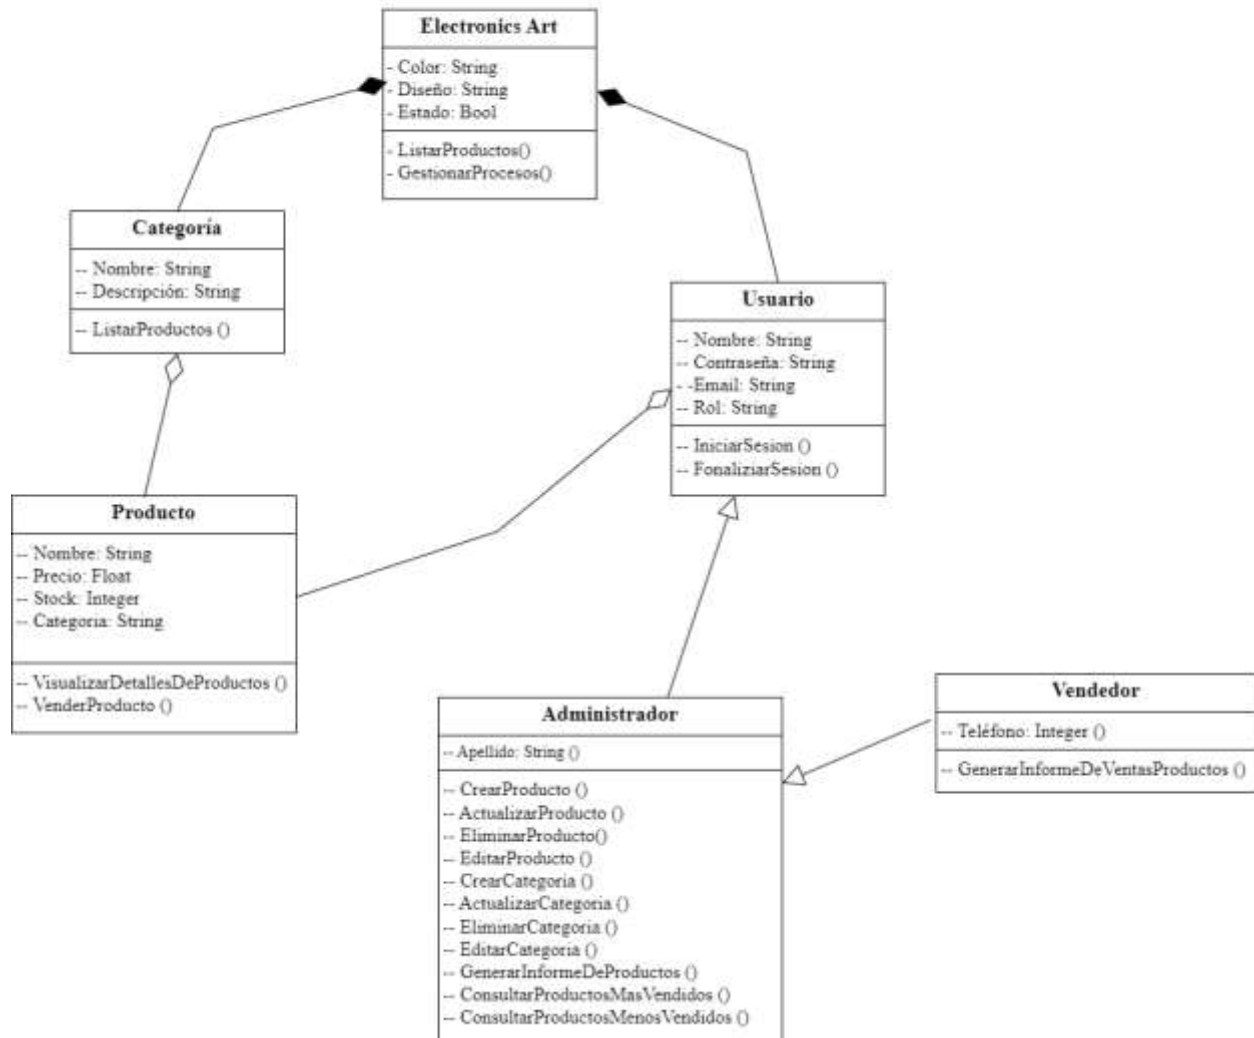 Electronics Art
- Color: String
- Diseño: String
- Estado: Bool
- ListarProductos()
- GestionarProcesos()
Categoría
-- Nombre: String
-- Descripción: String
-- ListarProductos ()
Usuario
-- Nombre: String
-- Contraseña: String
- -Email: String
-- Rol: String
-- IniciarSesion ()
-- FonaliziarSesion ()
Producto
-- Nombre: String
-- Precio: Float
-- Stock: Integer
-- Categoria: String
-- VisualizarDetallesDeProductos ()
-- VenderProducto ()
Administrador
-- Apellido: String ()
-- CrearProducto ()
-- ActualizarProducto ()
-- EliminarProducto()
-- EditarProducto ()
-- CrearCategoria ()
-- ActualizarCategoria ()
-- EliminarCategoria ()
-- EditarCategoria ()
-- GenerarInformeDeProductos ()
-- ConsultarProductosMasVendidos ()
-- ConsultarProductosMenosVendidos ()
Vendedor
-- Teléfono: Integer ()
-- GenerarInformeDeVentasProductos ()